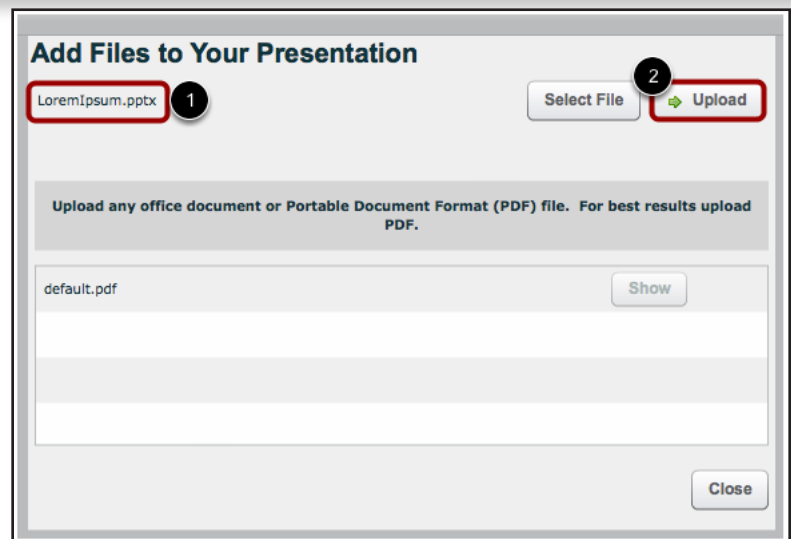 Add Files to Your Presentation
LoremIpsum.pptx 1 Select File 2 Upload
Upload any office document or Portable Document Format (PDF) file. For best results upload
PDF.
default.pdf Show
Close